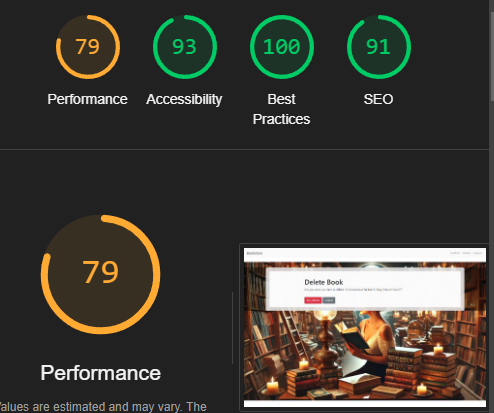 79
93
100
91
Performance
Accessibility
Best
Practices
SEO
79
Performance
Values are estimated and may vary. The
Delete Book